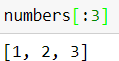 numbers[:3]
[1, 2, 3]